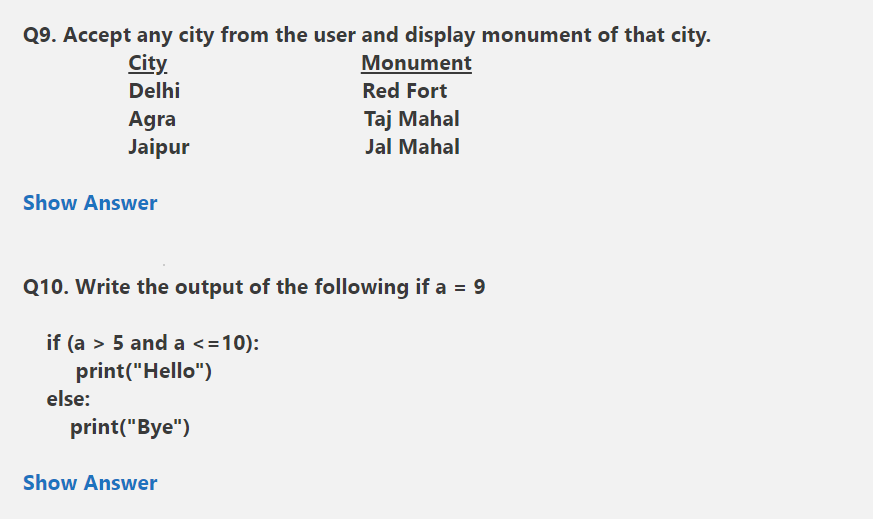 Q9. Accept any city from the user and display monument of that city.
City Monument
Delhi Red Fort
Agra Taj Mahal
Jaipur Jal Mahal
Show Answer
Q10. Write the output of the following if a = 9
if (a > 5 and a <=10):
print("Hello")
else:
print("Bye")
Show Answer